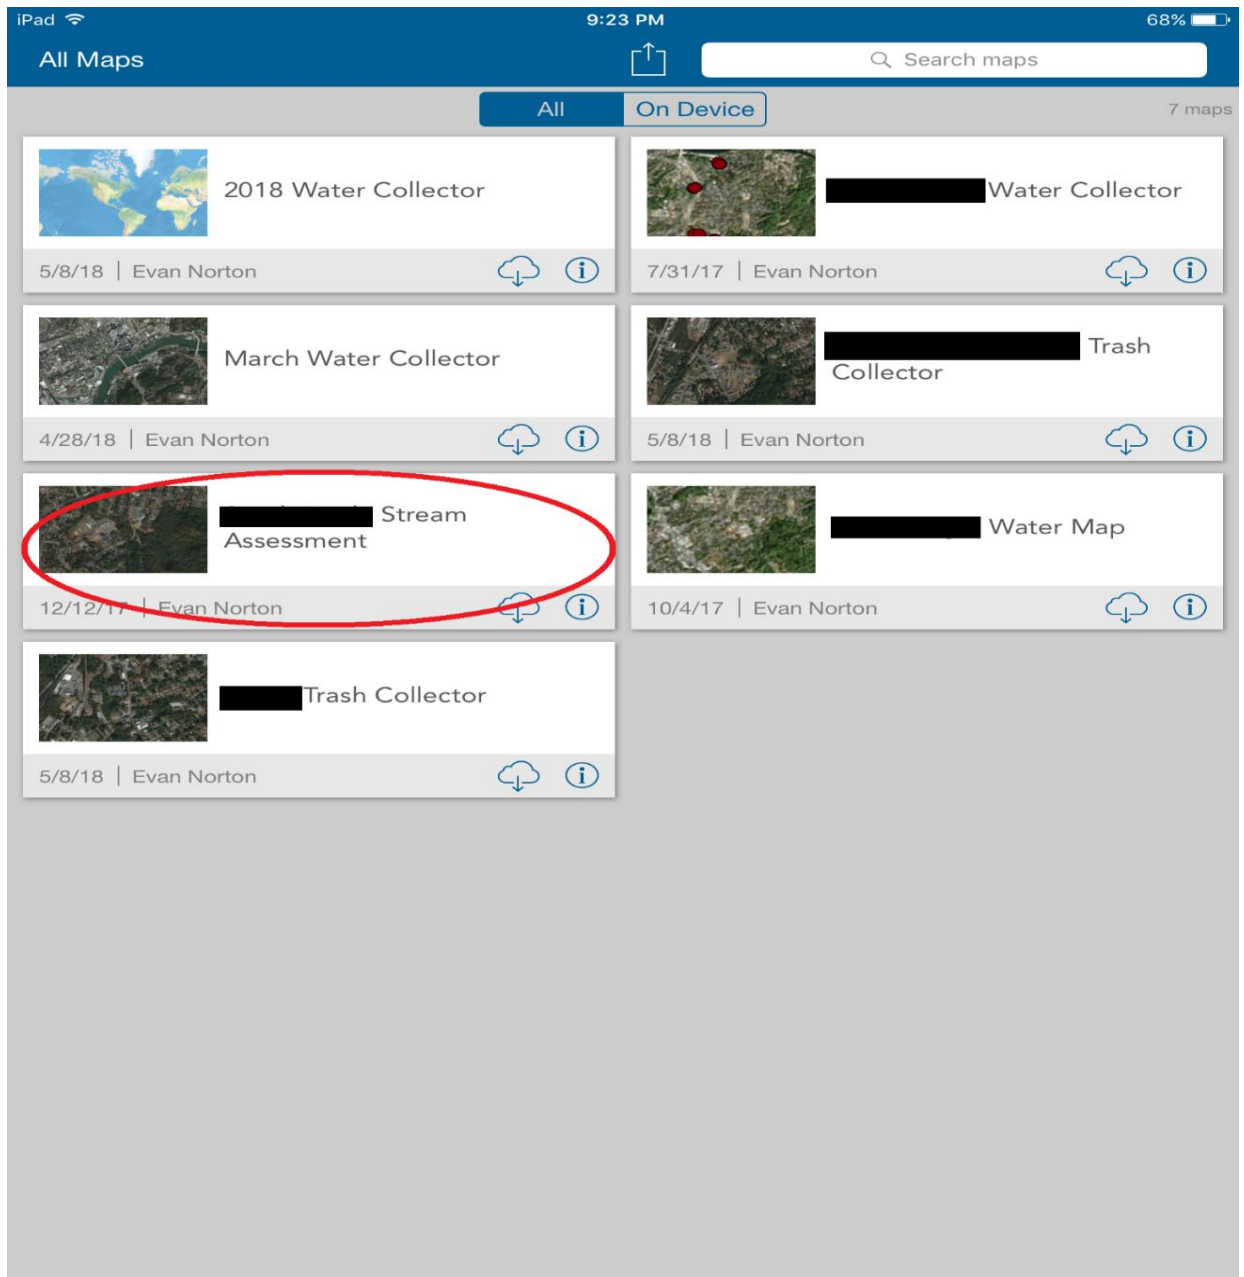 iPad 9:23 PM 68%
All Maps Search maps
All On Device 7 maps
2018 Water Collector
5/8/18 | Evan Norton
Water Collector
7/31/17 | Evan Norton
March Water Collector
4/28/18 | Evan Norton
Trash
Collector
5/8/18 | Evan Norton
Stream
Assessment
12/12/17 | Evan Norton
Water Map
10/4/17 | Evan Norton
Trash Collector
5/8/18 | Evan Norton